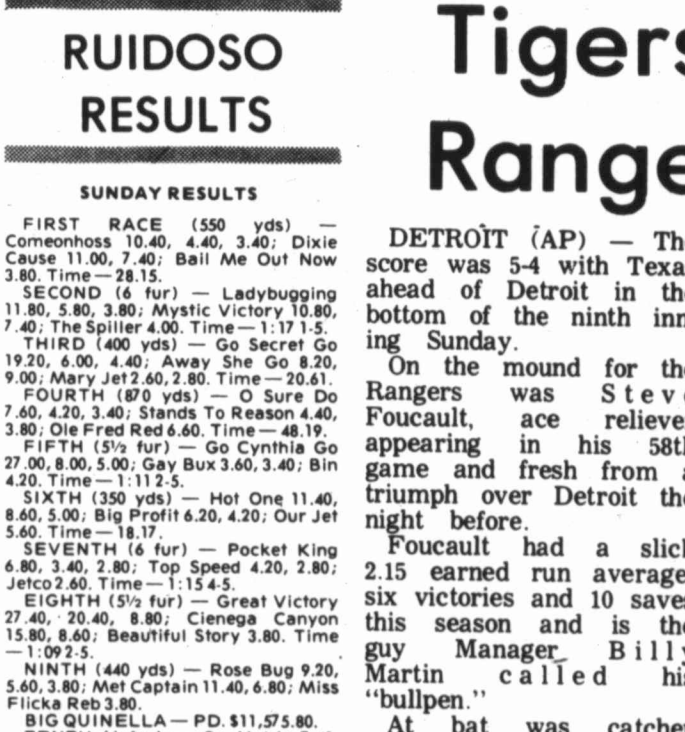 RUIDOSO
RESULTS
SUNDAY RESULTS
FIRST RACE (550 yds) —
Comeonhoss 10.40, 4.40, 3.40; Dixie
Cause 11.00, 7.40; Bail Me Out Now
3.80. Time — 28.15.
SECOND (6 fur) — Ladybugging
11.80, 5.80, 3.80; Mystic Victory 10.80,
7.40; The Spiller 4.00. Time — 1:17 1-5.
THIRD (400 yds) — Go Secret Go
19.20, 6.00, 4.40; Away She Go 8.20,
9.00; Mary Jet 2.60, 2.80. Time — 20.61.
FOURTH (870 yds) — O Sure Do
7.60, 4.20, 3.40; Stands To Reason 4.40,
3.80; Ole Fred Red 6.60. Time — 48.19.
FIFTH (5½ fur) — Go Cynthia Go
27.00, 8.00, 5.00; Gay Bux 3.60, 3.40; Bin
4.20. Time — 1:11 2-5.
SIXTH (350 yds) — Hot One 11.40,
8.60, 5.00; Big Profit 6.20, 4.20; Our Jet
5.60. Time — 18.17.
SEVENTH (6 fur) — Pocket King
6.80, 3.40, 2.80; Top Speed 4.20, 2.80;
Jetco 2.60. Time — 1:15 4-5.
EIGHTH (5½ fur) — Great Victory
27.40, 20.40, 8.80; Cienega Canyon
15.80, 8.60; Beautiful Story 3.80. Time
— 1:09 2-5.
NINTH (440 yds) — Rose Bug 9.20,
5.60, 3.80; Met Captain 11.40, 6.80; Miss
Flicka Reb 3.80.
BIG QUINELLA — PD. $11,575.80.
Tigers
Range
DETROIT (AP) — Th
score was 5-4 with Texa
ahead of Detroit in th
bottom of the ninth inn
ing Sunday.
On the mound for th
Rangers was Stev
Foucault, ace relieve
appearing in his 58t
game and fresh from a
triumph over Detroit th
night before.
Foucault had a slic
2.15 earned run average
six victories and 10 save
this season and is th
guy Manager Bill
Martin called hi
"bullpen."
At bat was catche